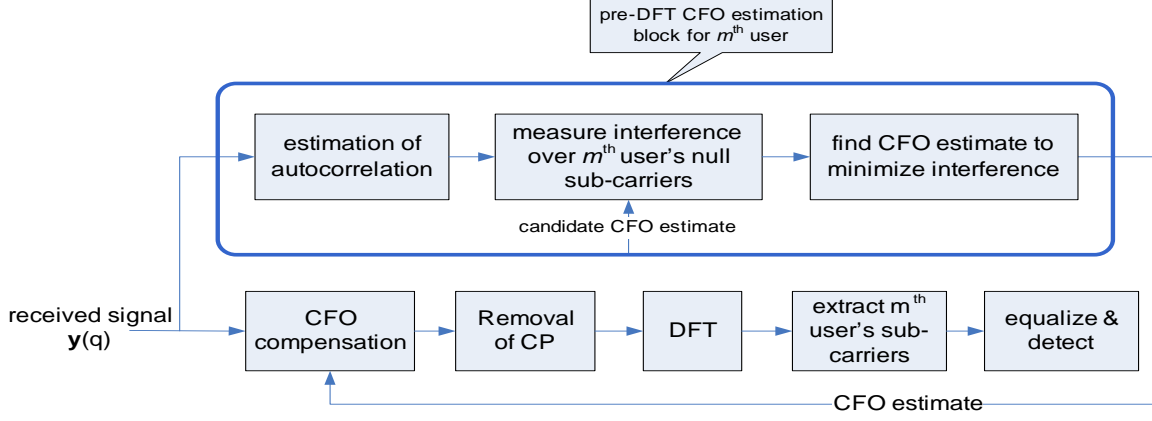 pre-DFT CFO estimation
block for mth user
estimation of
autocorrelation
measure interference
over mth user's null
sub-carriers
find CFO estimate to
minimize interference
candidate CFO estimate
received signal
y(q)
CFO
compensation
Removal
of CP
DFT
extract mth
user's sub-
carriers
equalize &
detect
CFO estimate